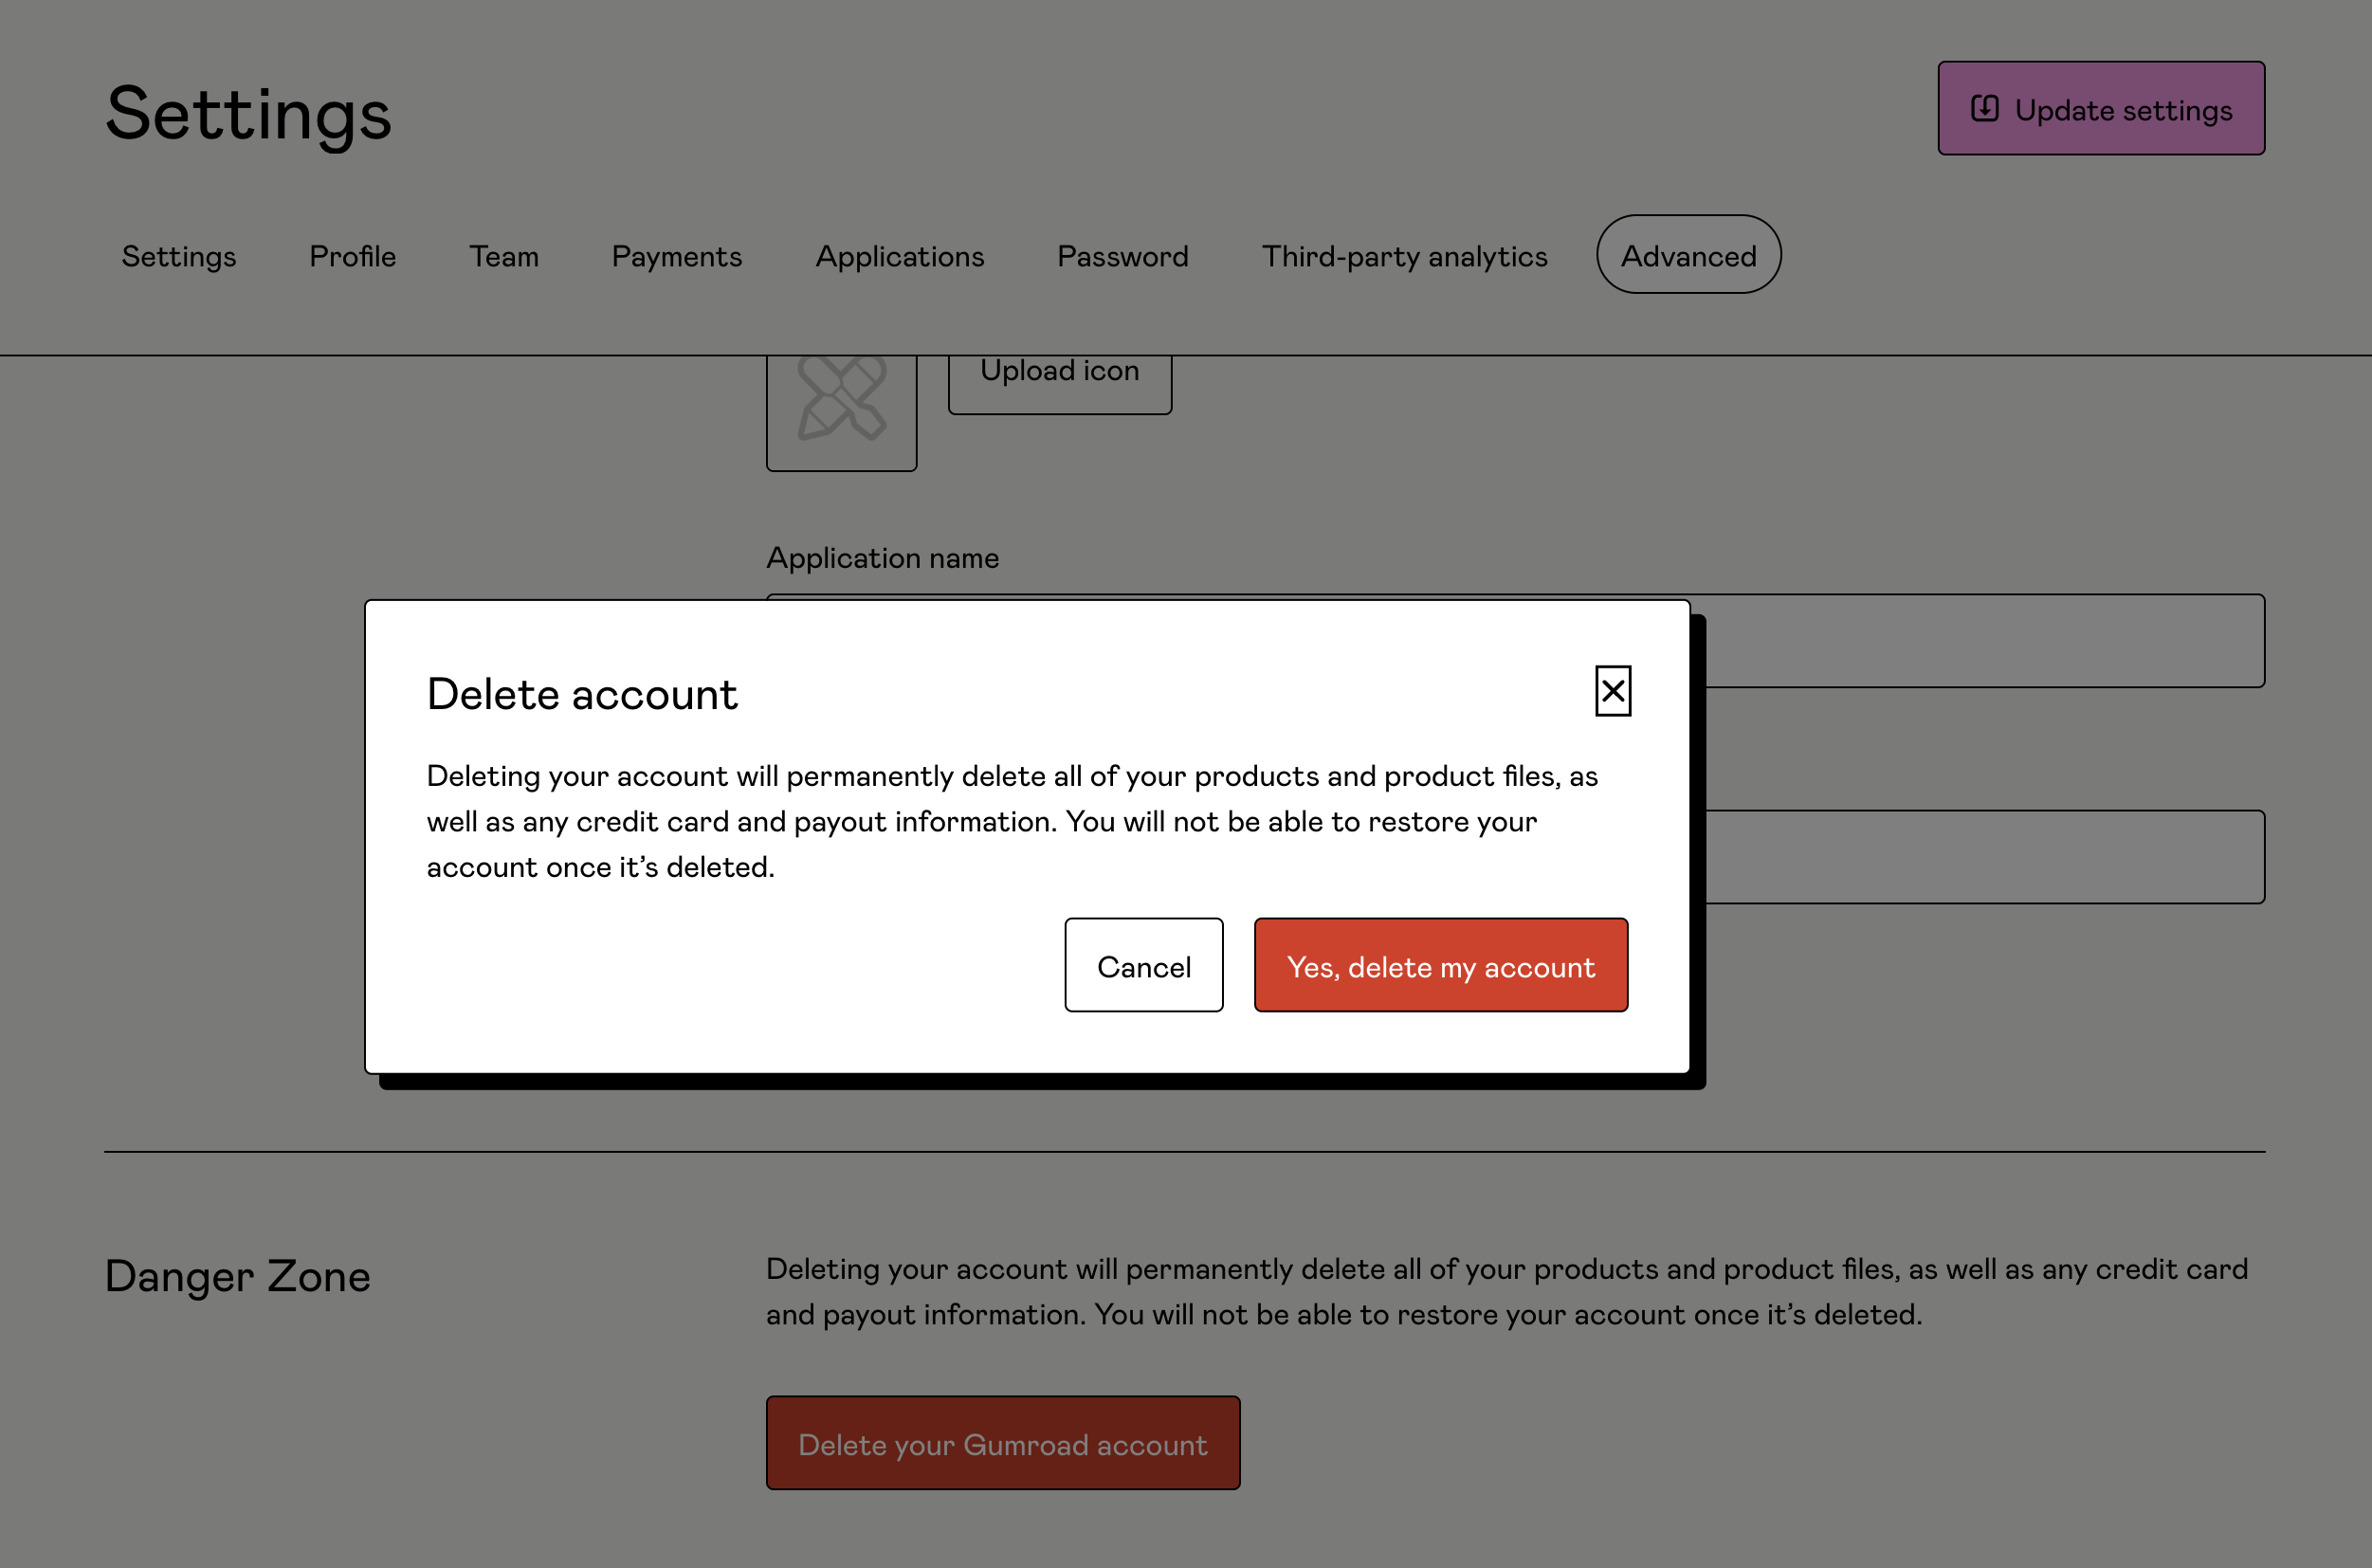 Settings
Update settings
Settings
Profile
Team
Payments
Applications
Password
Third-party analytics
Advanced
Upload icon
Application name
Delete account
Deleting your account will permanently delete all of your products and product files, as
well as any credit card and payout information. You will not be able to restore your
account once it’s deleted.
Cancel
Yes, delete my account
Danger Zone
Deleting your account will permanently delete all of your products and product files, as well as any credit card
and payout information. You will not be able to restore your account once it’s deleted.
Delete your Gumroad account